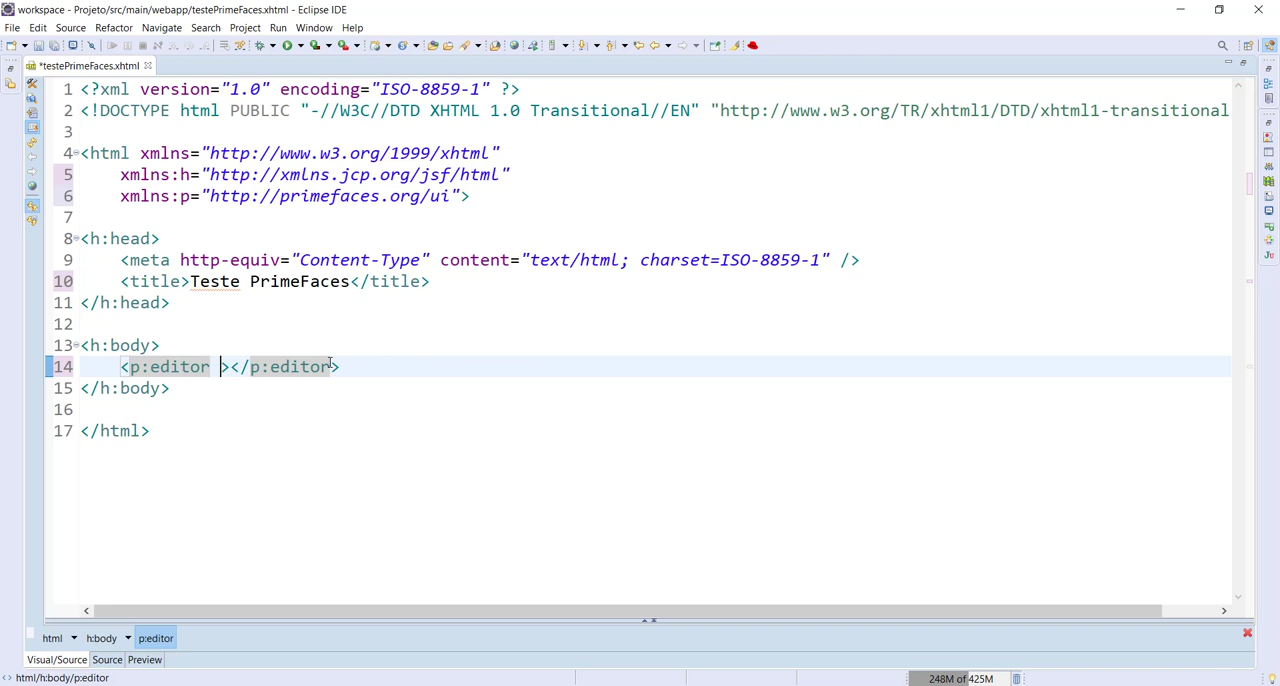 workspace - Projeto/src/main/webapp/testePrimeFaces.xhtml - Eclipse IDE
File Edit Source Refactor Navigate Search Project Run Window Help
*testePrimeFaces.xhtml
1 <?xml version="1.0" encoding="ISO-8859-1" ?>
2 <!DOCTYPE html PUBLIC "-//W3C//DTD XHTML 1.0 Transitional//EN" "http://www.w3.org/TR/xhtml1/DTD/xhtml1-transitional
3
4 <html xmlns="http://www.w3.org/1999/xhtml"
5 xmlns:h="http://xmlns.jcp.org/jsf/html"
6 xmlns:p="http://primefaces.org/ui">
7
8 <h:head>
9 <meta http-equiv="Content-Type" content="text/html; charset=ISO-8859-1" />
10 <title>Teste PrimeFaces</title>
11 </h:head>
12
13 <h:body>
14 <p:editor ></p:editor>
15 </h:body>
16
17 </html>
html h:body p:editor
Visual/Source Source Preview
html/h:body/p:editor 248M of 425M